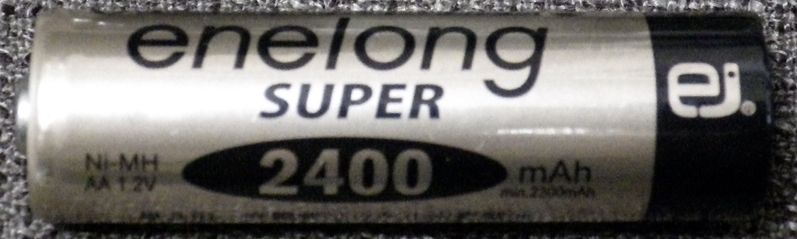 enelong
SUPER
Ni-MH
AA 1.2V
2400 mAh
min.2300mAh
ej®